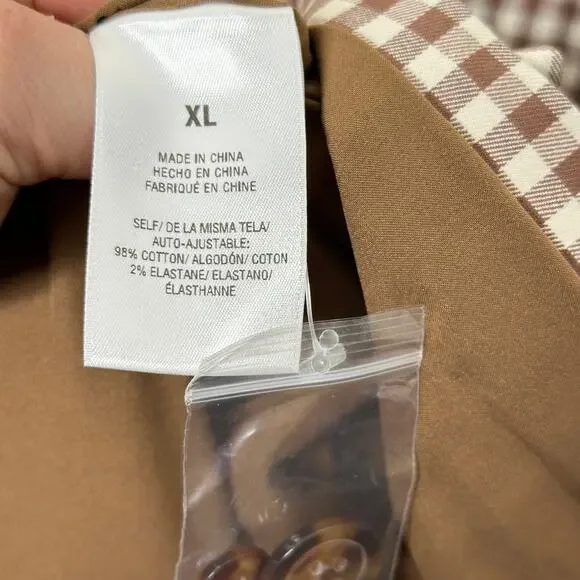 XL
MADE IN CHINA
HECHO EN CHINA
FABRIQUÉ EN CHINE
SELF/ DE LA MISMA TELA/
AUTO-AJUSTABLE:
98% COTTON/ ALGODÓN/ COTON
2% ELASTANE/ ELASTANO/
ÉLASTHANNE